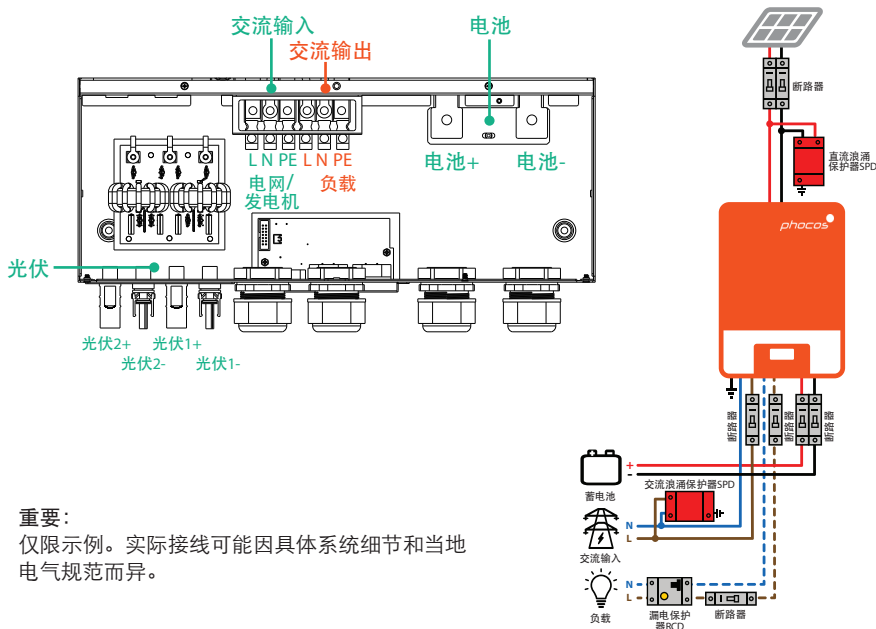 交流输入
交流输出
电池
L N PE L N PE
电网/
发电机
负载
电池+
电池-
光伏
光伏2+
光伏2-
光伏1+
光伏1-
重要：
仅限示例。实际接线可能因具体系统细节和当地
电气规范而异。
断路器
直流浪涌
保护器SPD
phocos
断路器
断路器
断路器
+
-
蓄电池
交流浪涌保护器SPD
N
L
交流输入
N
L
负载
漏电保护
器RCD
断路器